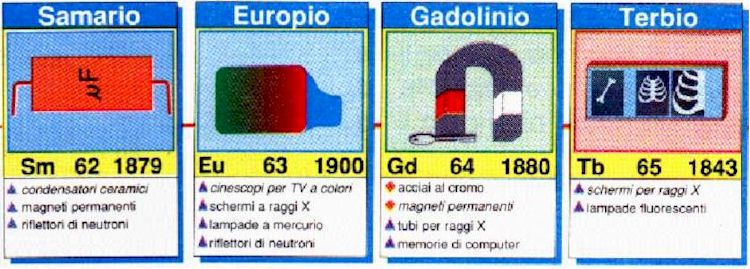 Samario
μF
Sm 62 1879
condensatori ceramici
magneti permanenti
riflettori di neutroni
Europio
Eu 63 1900
cinescopi per TV a colori
schermi a raggi X
lampade a mercurio
riflettori di neutroni
Gadolinio
Gd 64 1880
acciai al cromo
magneti permanenti
tubi per raggi X
memorie di computer
Terbio
Tb 65 1843
schermi per raggi X
lampade fluorescenti